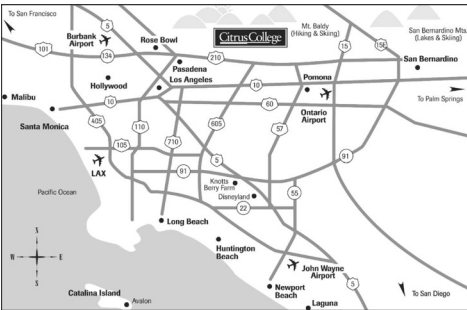 To San Francisco
5
Burbank
Airport
101
134
Rose Bowl
Citrus College
210
Mt. Baldy
(Hiking & Skiing)
15
15E
San Bernardino Mts.
(Lakes & Skiing)
Pasadena
Los Angeles
Hollywood
San Bernardino
Malibu
10
10
Pomona
Ontario
Airport
60
To Palm Springs
Santa Monica
405
110
105
710
605
57
91
LAX
5
91
Knotts
Berry Farm
Disneyland
55
22
Pacific Ocean
Long Beach
Huntington
Beach
John Wayne
Airport
Newport
Beach
5
Laguna
To San Diego
Catalina Island
Avalon
W
E
S